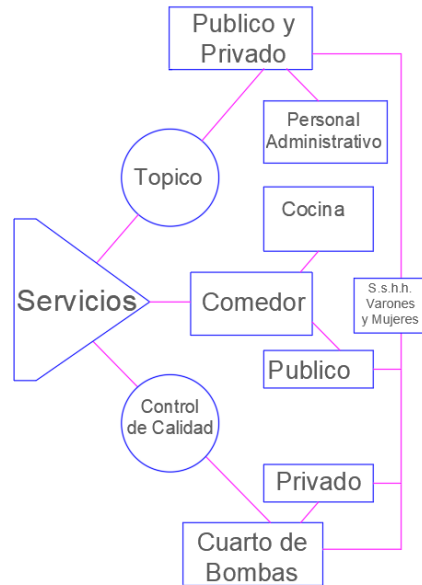 Publico y
Privado
Personal
Administrativo
Topico
Cocina
Servicios
Comedor
S.s.h.h.
Varones
y Mujeres
Publico
Control
de Calidad
Privado
Cuarto de
Bombas